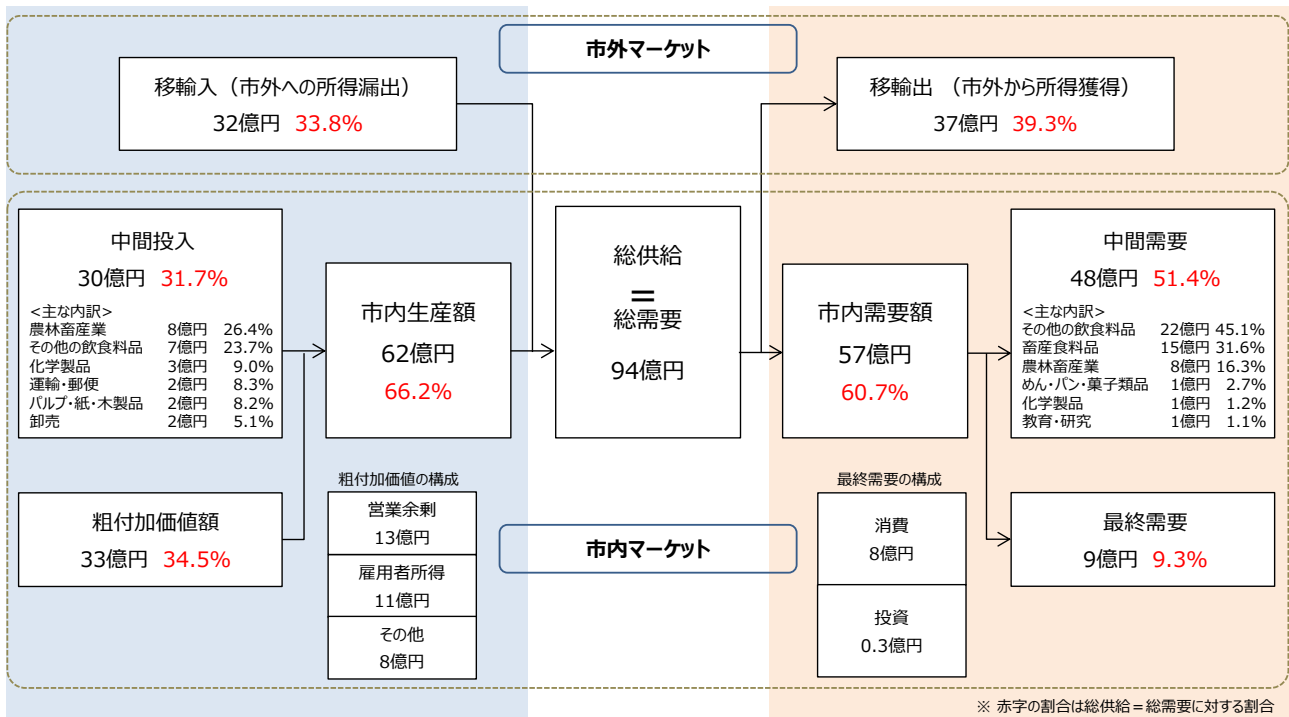 市外マーケット
移輸入（市外への所得漏出）
32億円 33.8%
移輸出 （市外から所得獲得）
37億円 39.3%
中間投入
30億円 31.7%
<主な内訳>
農林畜産業 8億円 26.4%
その他の飲食料品 7億円 23.7%
化学製品 3億円 9.0%
運輸・郵便 2億円 8.3%
パルプ・紙・木製品 2億円 8.2%
卸売 2億円 5.1%
粗付加価値額
33億円 34.5%
市内生産額
62億円
66.2%
粗付加価値の構成
営業余剰
13億円
雇用者所得
11億円
その他
8億円
総供給
＝
総需要
94億円
市内マーケット
市内需要額
57億円
60.7%
最終需要の構成
消費
8億円
投資
0.3億円
中間需要
48億円 51.4%
<主な内訳>
その他の飲食料品 22億円 45.1%
畜産食料品 15億円 31.6%
農林畜産業 8億円 16.3%
めん・パン・菓子類品 1億円 2.7%
化学製品 1億円 1.2%
教育・研究 1億円 1.1%
最終需要
9億円 9.3%
※ 赤字の割合は総供給＝総需要に対する割合